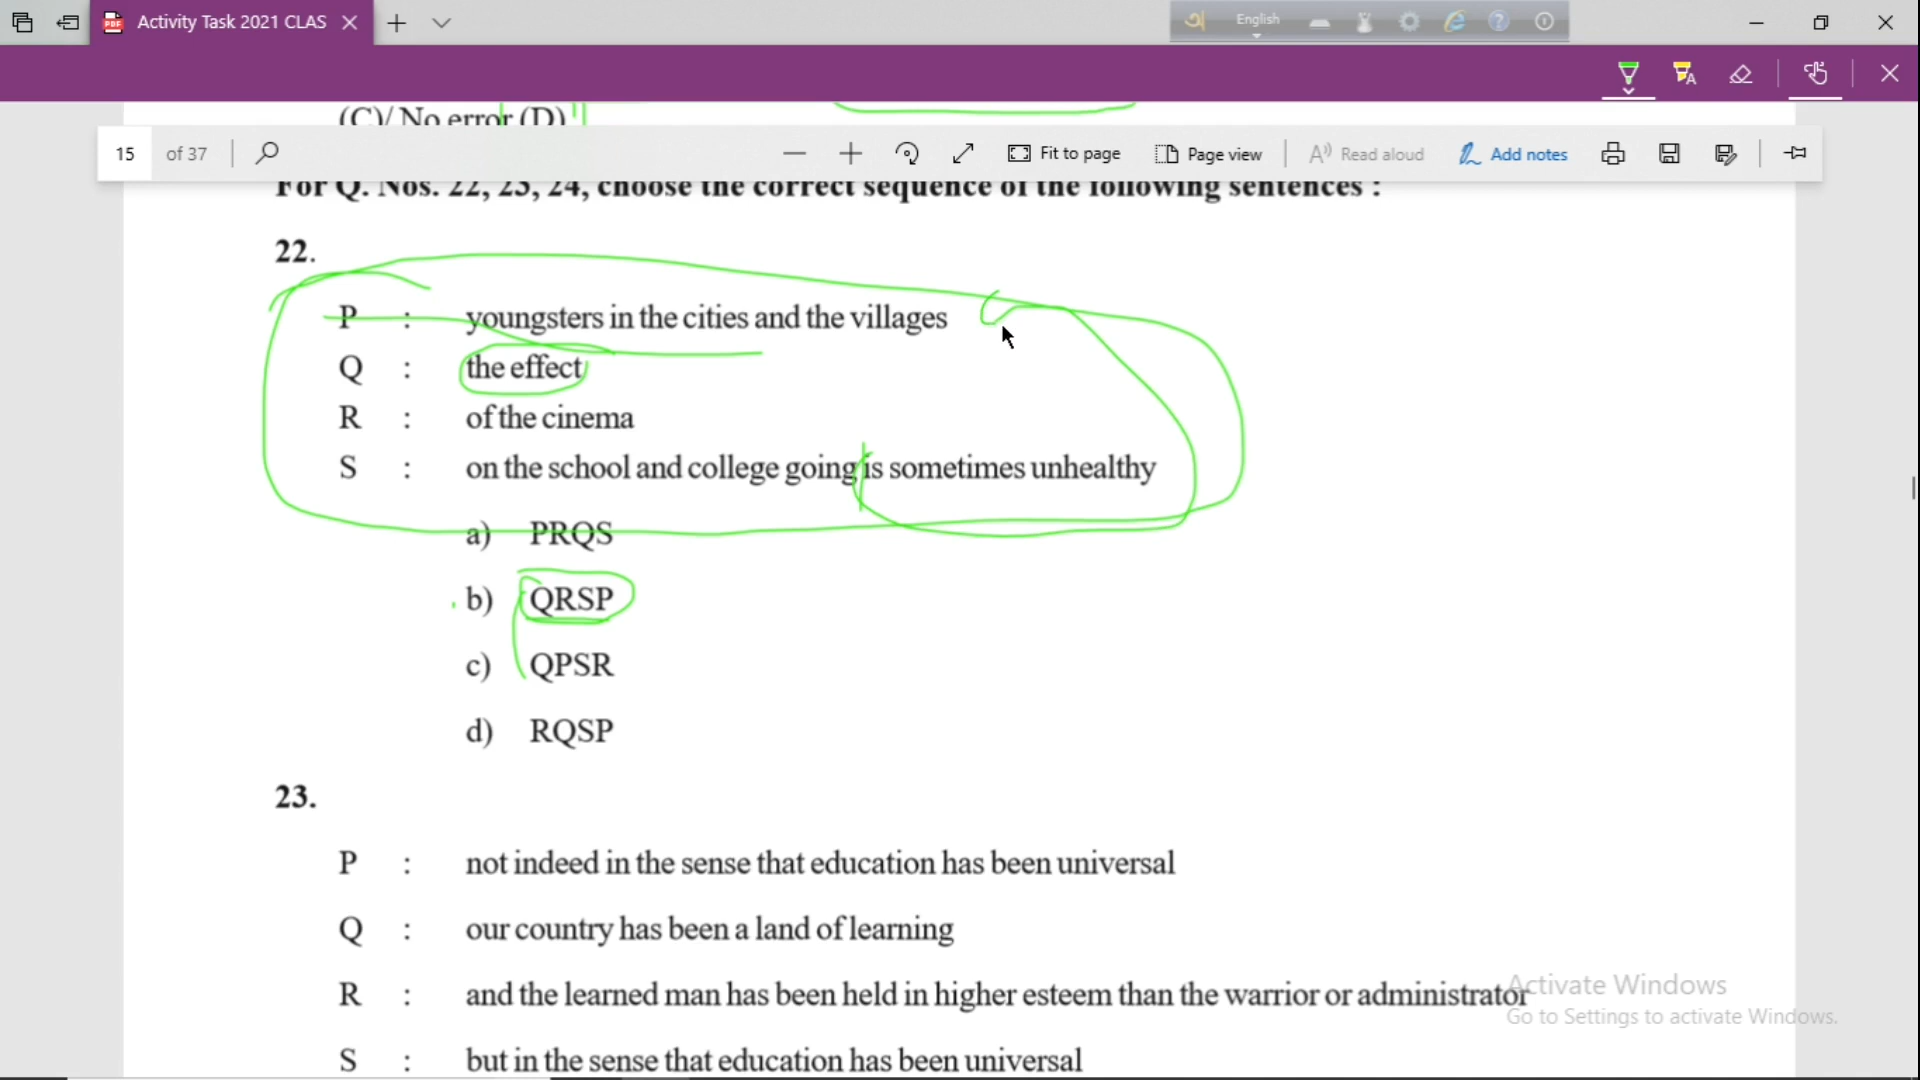 Activity Task 2021 CLAS
English
(C)/ No error (D)
15 of 37
Fit to page
Page view
Read aloud
Add notes
For Q. Nos. 22, 23, 24, choose the correct sequence of the following sentences :
22.
P : youngsters in the cities and the villages
Q : the effect
R : of the cinema
S : on the school and college going is sometimes unhealthy
a) PRQS
b) QRSP
c) QPSR
d) RQSP
23.
P : not indeed in the sense that education has been universal
Q : our country has been a land of learning
R : and the learned man has been held in higher esteem than the warrior or administrator
S : but in the sense that education has been universal
Activate Windows
Go to Settings to activate Windows.